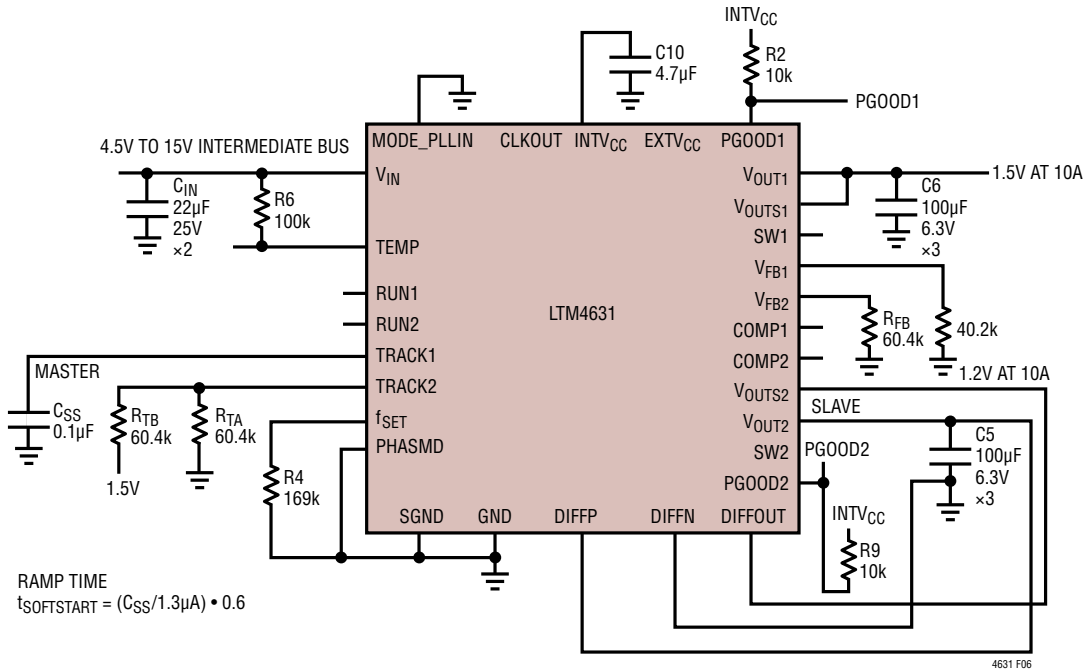 INTVCC
C10
4.7µF
R2
10k
PGOOD1
4.5V TO 15V INTERMEDIATE BUS
MODE_PLLIN
CLKOUT
INTVCC
EXTVCC
PGOOD1
CIN
22µF
25V
×2
R6
100k
VIN
TEMP
RUN1
RUN2
TRACK1
TRACK2
fSET
PHASMD
LTM4631
VOUT1
VOUTS1
SW1
VFB1
VFB2
COMP1
COMP2
VOUTS2
VOUT2
SW2
PGOOD2
1.5V AT 10A
C6
100µF
6.3V
×3
RFB
60.4k
40.2k
1.2V AT 10A
MASTER
CSS
0.1µF
RTB
60.4k
RTA
60.4k
1.5V
R4
169k
SLAVE
PGOOD2
C5
100µF
6.3V
×3
SGND
GND
DIFFP
DIFFN
DIFFOUT
INTVCC
R9
10k
RAMP TIME
tSOFTSTART = (CSS/1.3µA) • 0.6
4631 F06